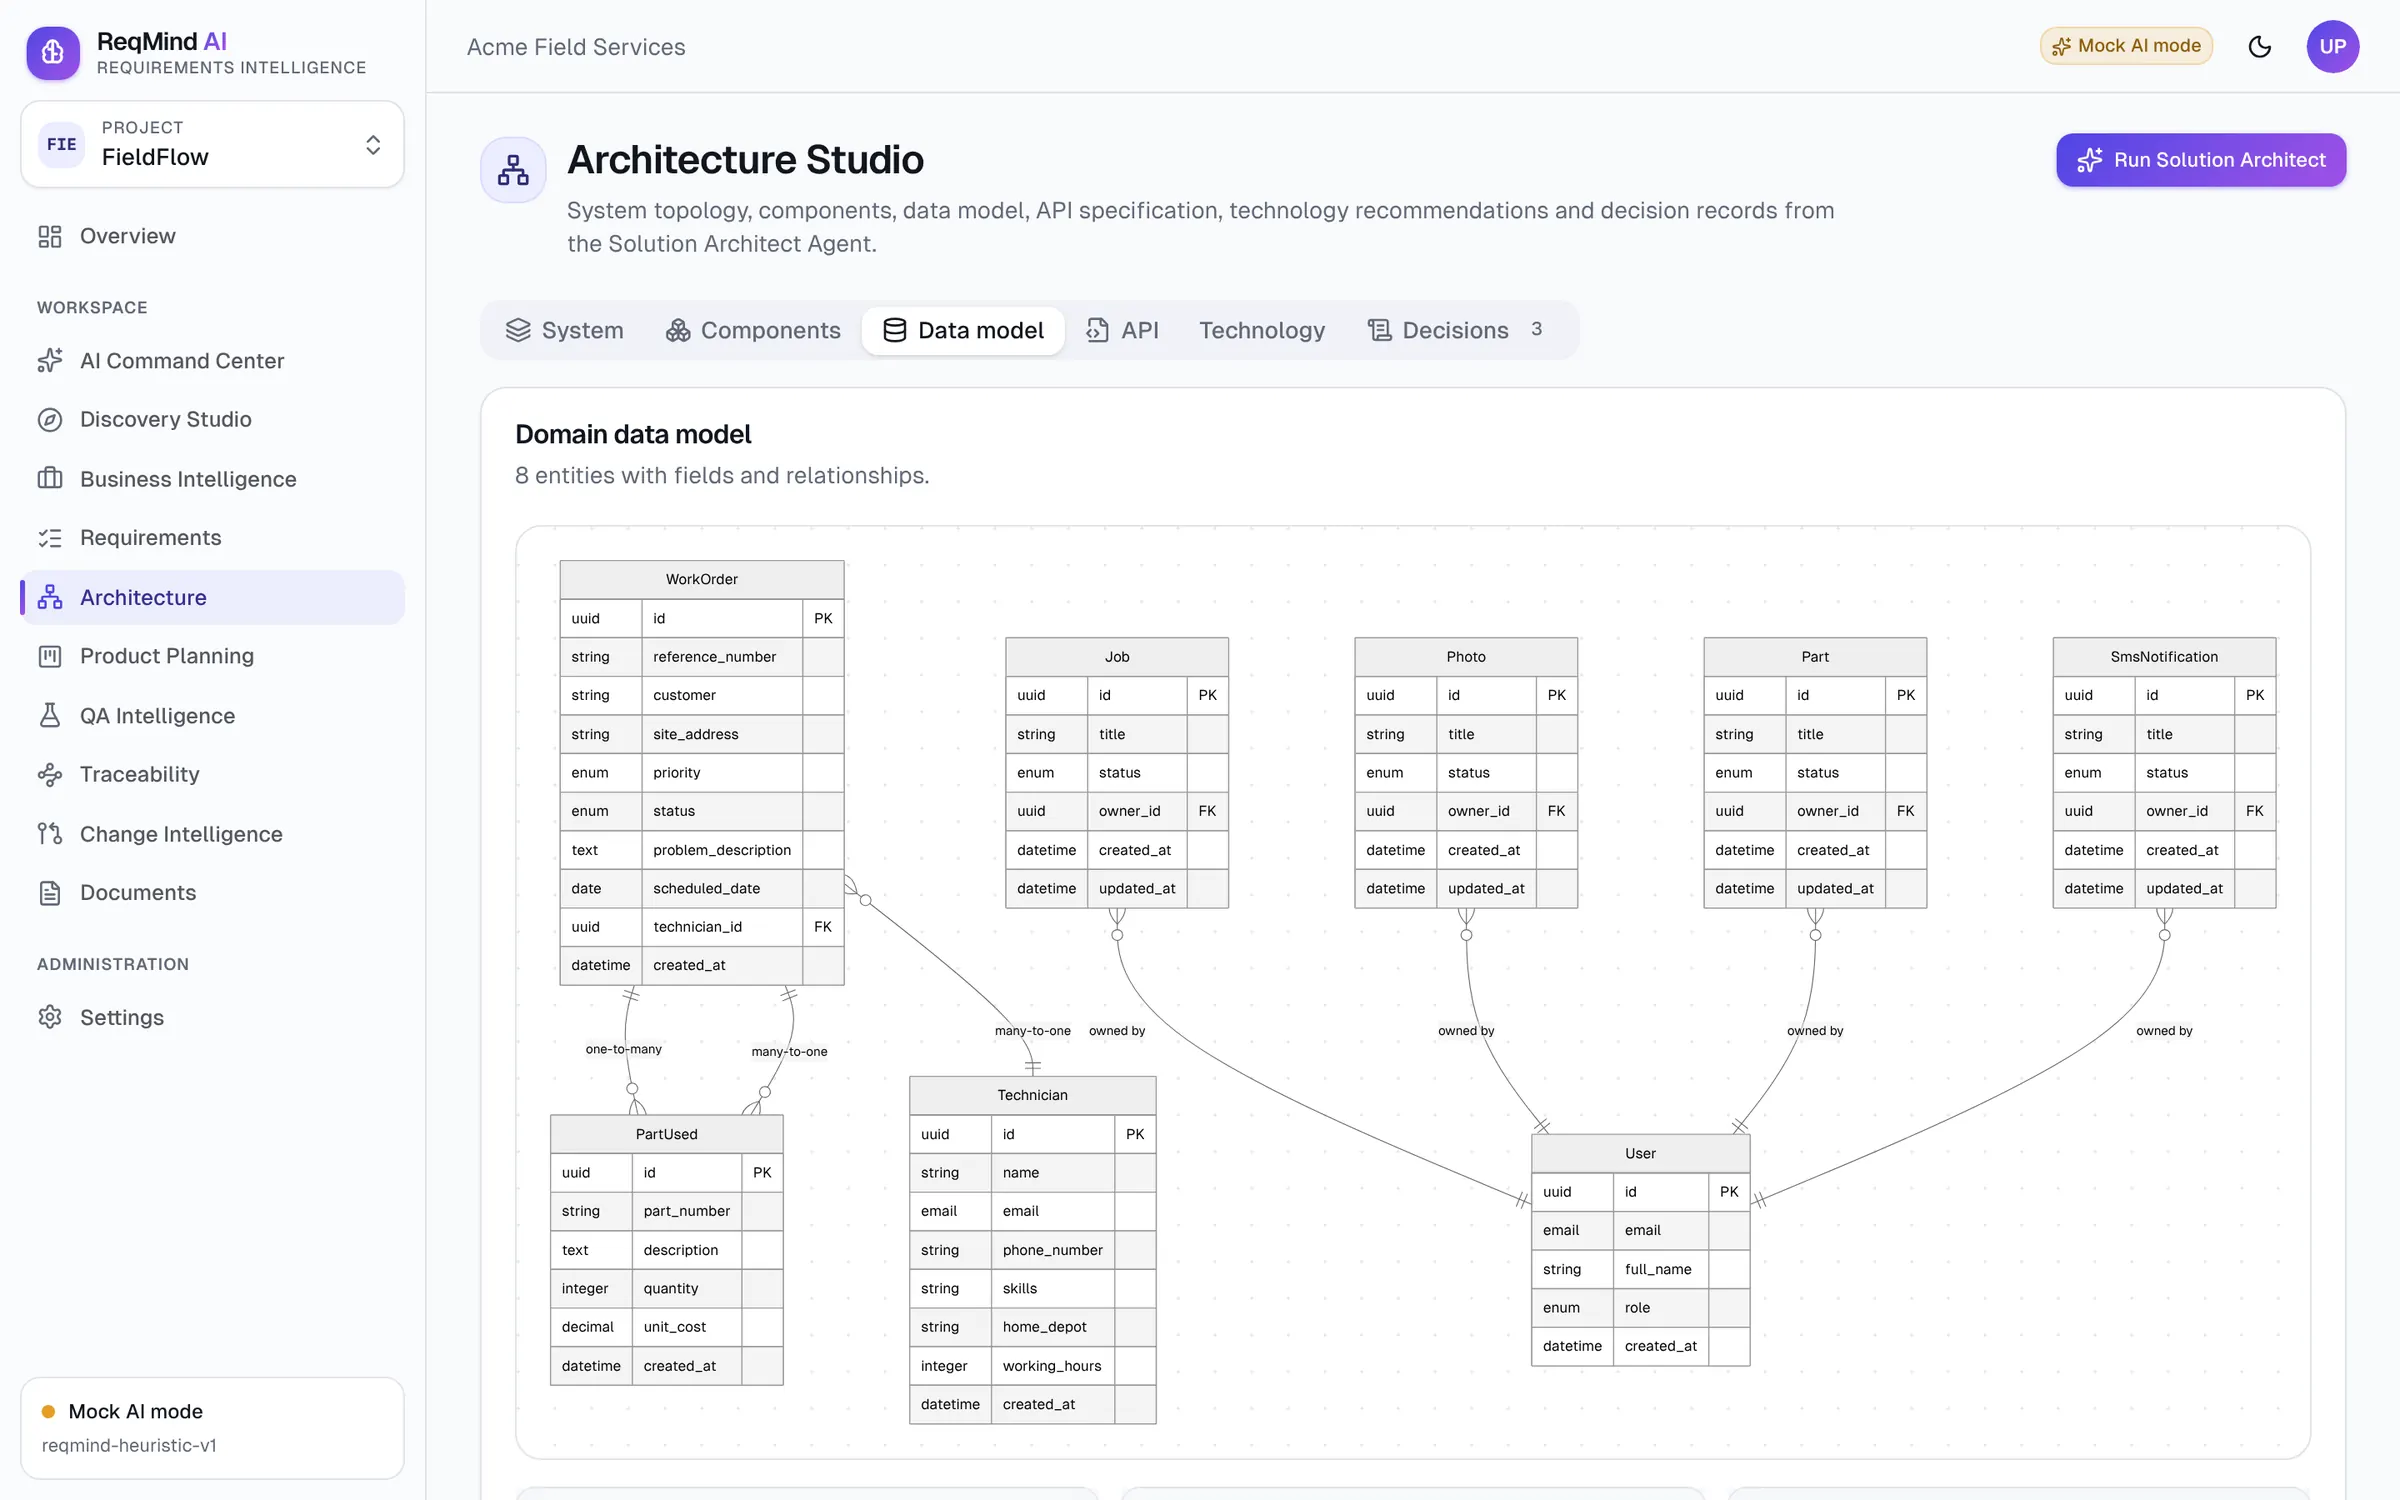 ReqMind AI
REQUIREMENTS INTELLIGENCE
FIE
PROJECT
FieldFlow
Overview
WORKSPACE
AI Command Center
Discovery Studio
Business Intelligence
Requirements
Architecture
Product Planning
QA Intelligence
Traceability
Change Intelligence
Documents
ADMINISTRATION
Settings
Mock AI mode
reqmind-heuristic-v1
Acme Field Services
Mock AI mode
UP
Architecture Studio
System topology, components, data model, API specification, technology recommendations and decision records from
the Solution Architect Agent.
Run Solution Architect
System
Components
Data model
API
Technology
Decisions 3
Domain data model
8 entities with fields and relationships.
WorkOrder
uuid id PK
string reference_number
string customer
string site_address
enum priority
enum status
text problem_description
date scheduled_date
uuid technician_id FK
datetime created_at
Job
uuid id PK
string title
enum status
uuid owner_id FK
datetime created_at
datetime updated_at
Photo
uuid id PK
string title
enum status
uuid owner_id FK
datetime created_at
datetime updated_at
Part
uuid id PK
string title
enum status
uuid owner_id FK
datetime created_at
datetime updated_at
SmsNotification
uuid id PK
string title
enum status
uuid owner_id FK
datetime created_at
datetime updated_at
one-to-many
many-to-one
many-to-one
owned by
owned by
owned by
owned by
PartUsed
uuid id PK
string part_number
text description
integer quantity
decimal unit_cost
datetime created_at
Technician
uuid id PK
string name
email email
string phone_number
string skills
string home_depot
integer working_hours
datetime created_at
User
uuid id PK
email email
string full_name
enum role
datetime created_at